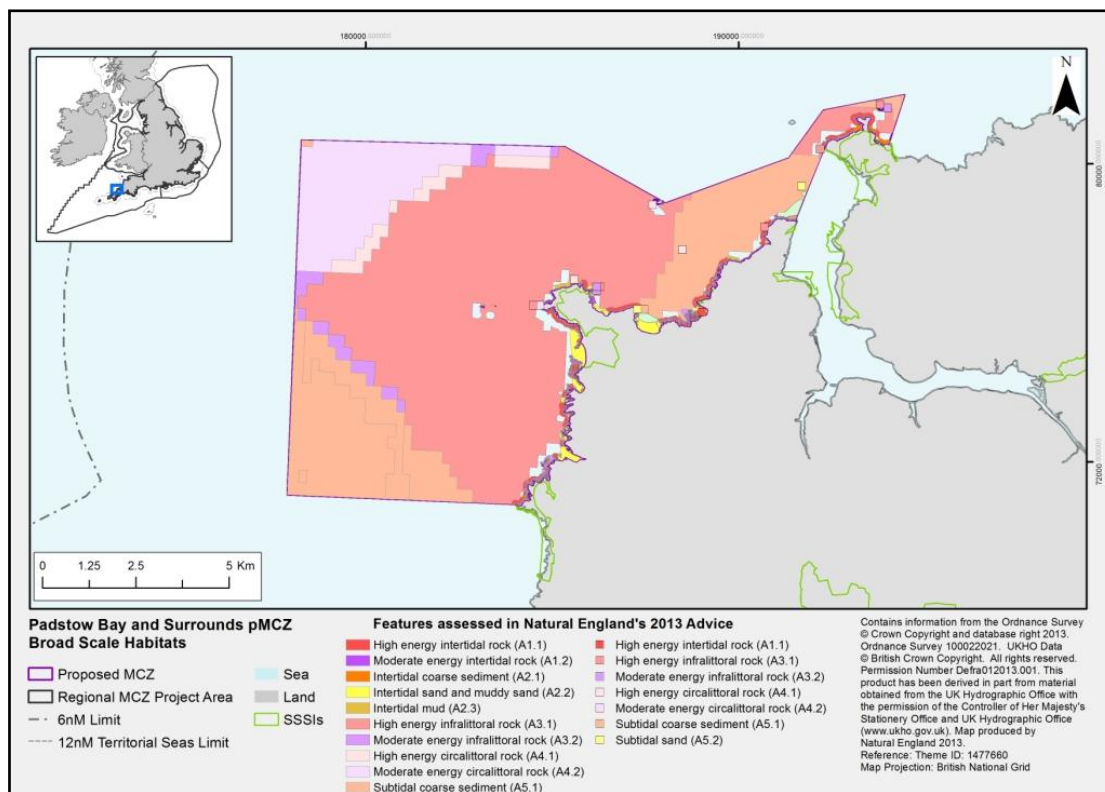 180000.000000
190000.000000
N
80000.000000
72000.000000
0 1.25 2.5 5 Km
Padstow Bay and Surrounds pMCZ
Broad Scale Habitats
Proposed MCZ
Regional MCZ Project Area
6nM Limit
12nM Territorial Seas Limit
Sea
Land
SSSIs
Features assessed in Natural England's 2013 Advice
High energy intertidal rock (A1.1)
Moderate energy intertidal rock (A1.2)
Intertidal coarse sediment (A2.1)
Intertidal sand and muddy sand (A2.2)
Intertidal mud (A2.3)
High energy infralittoral rock (A3.1)
Moderate energy infralittoral rock (A3.2)
High energy circalittoral rock (A4.1)
Moderate energy circalittoral rock (A4.2)
Subtidal coarse sediment (A5.1)
High energy intertidal rock (A1.1)
High energy infralittoral rock (A3.1)
Moderate energy infralittoral rock (A3.2)
High energy circalittoral rock (A4.1)
Moderate energy circalittoral rock (A4.2)
Subtidal coarse sediment (A5.1)
Subtidal sand (A5.2)
Contains information from the Ordnance Survey
© Crown Copyright and database right 2013.
Ordnance Survey 100022021. UKHO Data
© British Crown Copyright. All rights reserved.
Permission Number Defra012013.001. This
product has been derived in part from material
obtained from the UK Hydrographic Office with
the permission of the Controller of Her Majesty's
Stationery Office and UK Hydrographic Office
(www.ukho.gov.uk). Map produced by
Natural England 2013.
Reference: Theme ID: 1477660
Map Projection: British National Grid